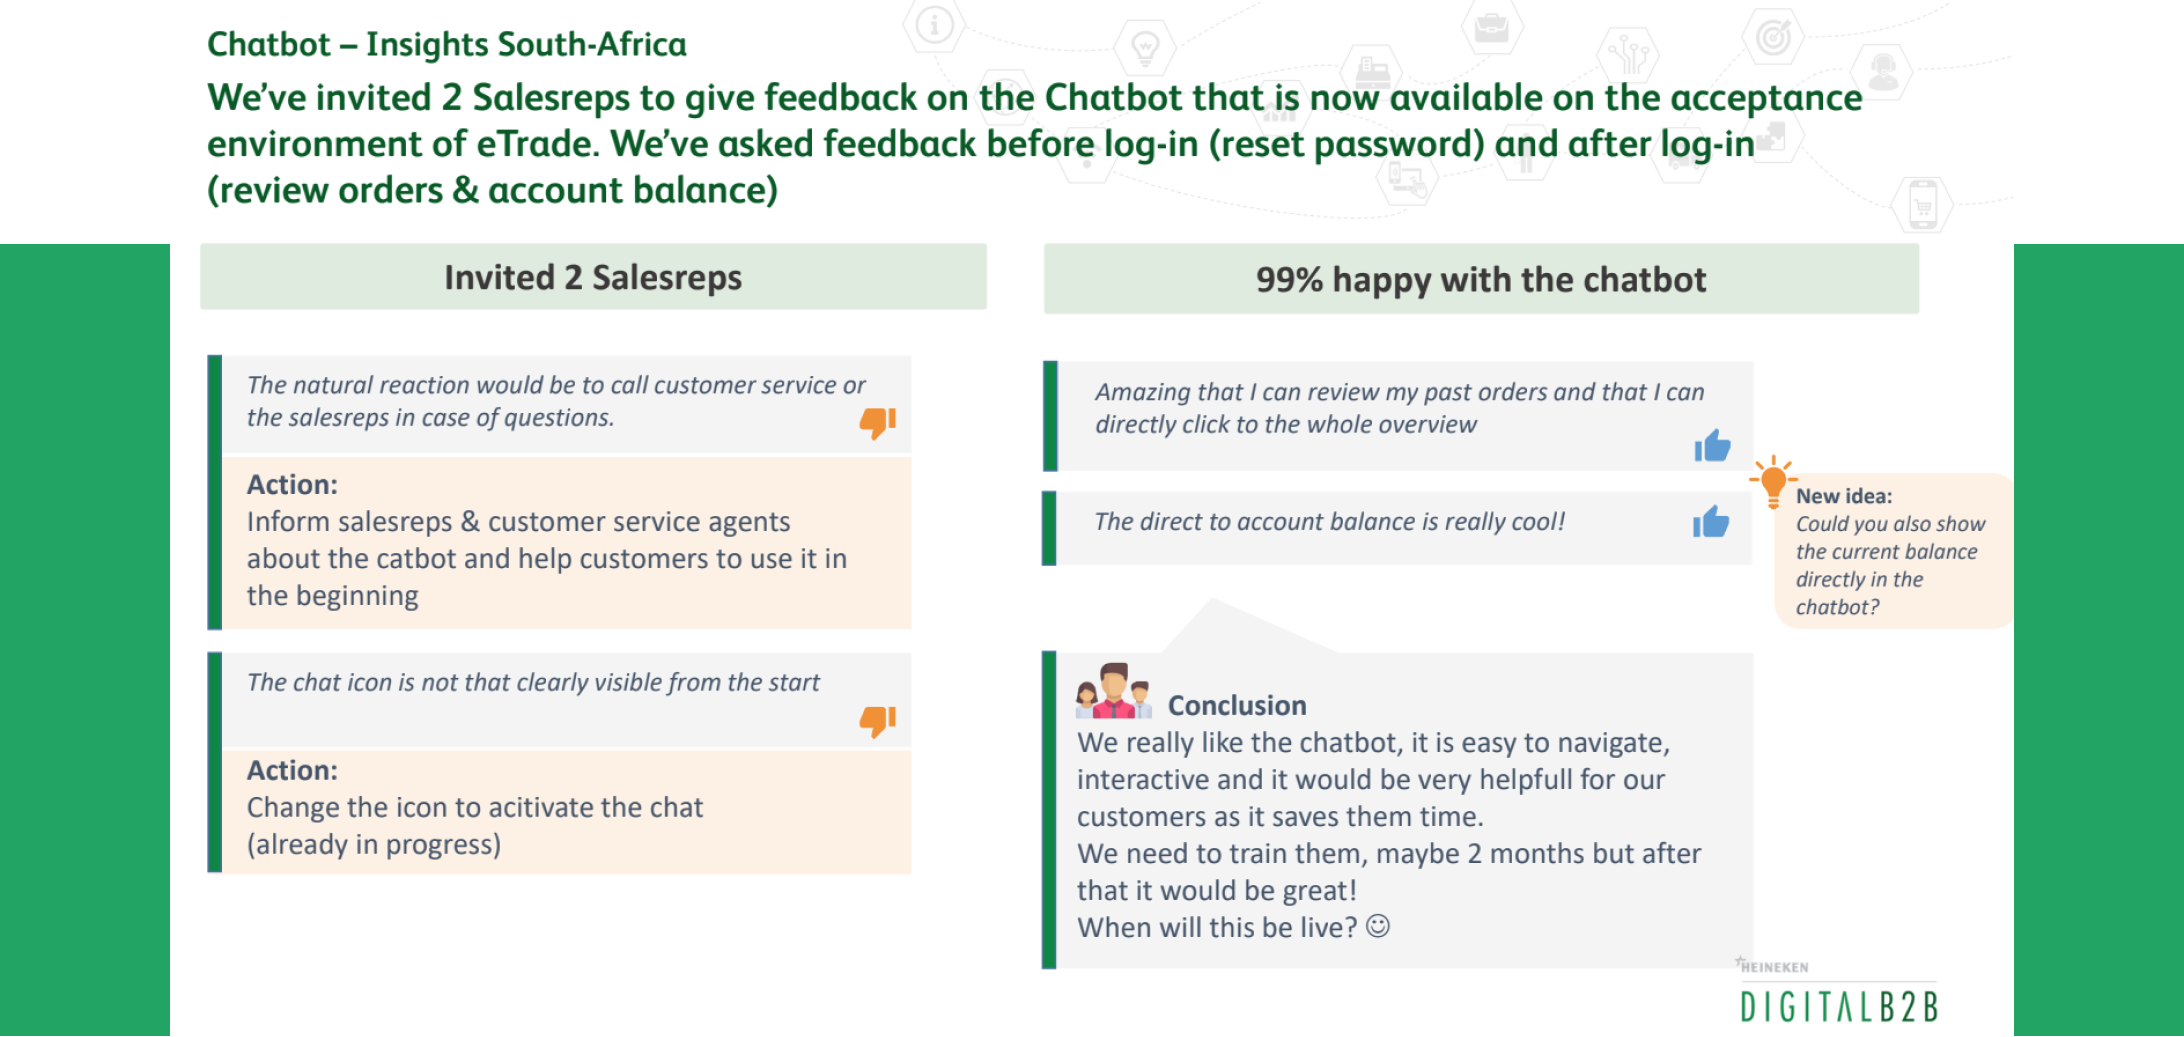 Chatbot – Insights South-Africa
We've invited 2 Salesreps to give feedback on the Chatbot that is now available on the acceptance
environment of eTrade. We've asked feedback before log-in (reset password) and after log-in
(review orders & account balance)
Invited 2 Salesreps
The natural reaction would be to call customer service or
the salesreps in case of questions.
Action:
Inform salesreps & customer service agents
about the catbot and help customers to use it in
the beginning
The chat icon is not that clearly visible from the start
Action:
Change the icon to acitivate the chat
(already in progress)
99% happy with the chatbot
Amazing that I can review my past orders and that I can
directly click to the whole overview
The direct to account balance is really cool!
New idea:
Could you also show
the current balance
directly in the
chatbot?
Conclusion
We really like the chatbot, it is easy to navigate,
interactive and it would be very helpfull for our
customers as it saves them time.
We need to train them, maybe 2 months but after
that it would be great!
When will this be live? ☺
HEINEKEN
DIGITALB2B